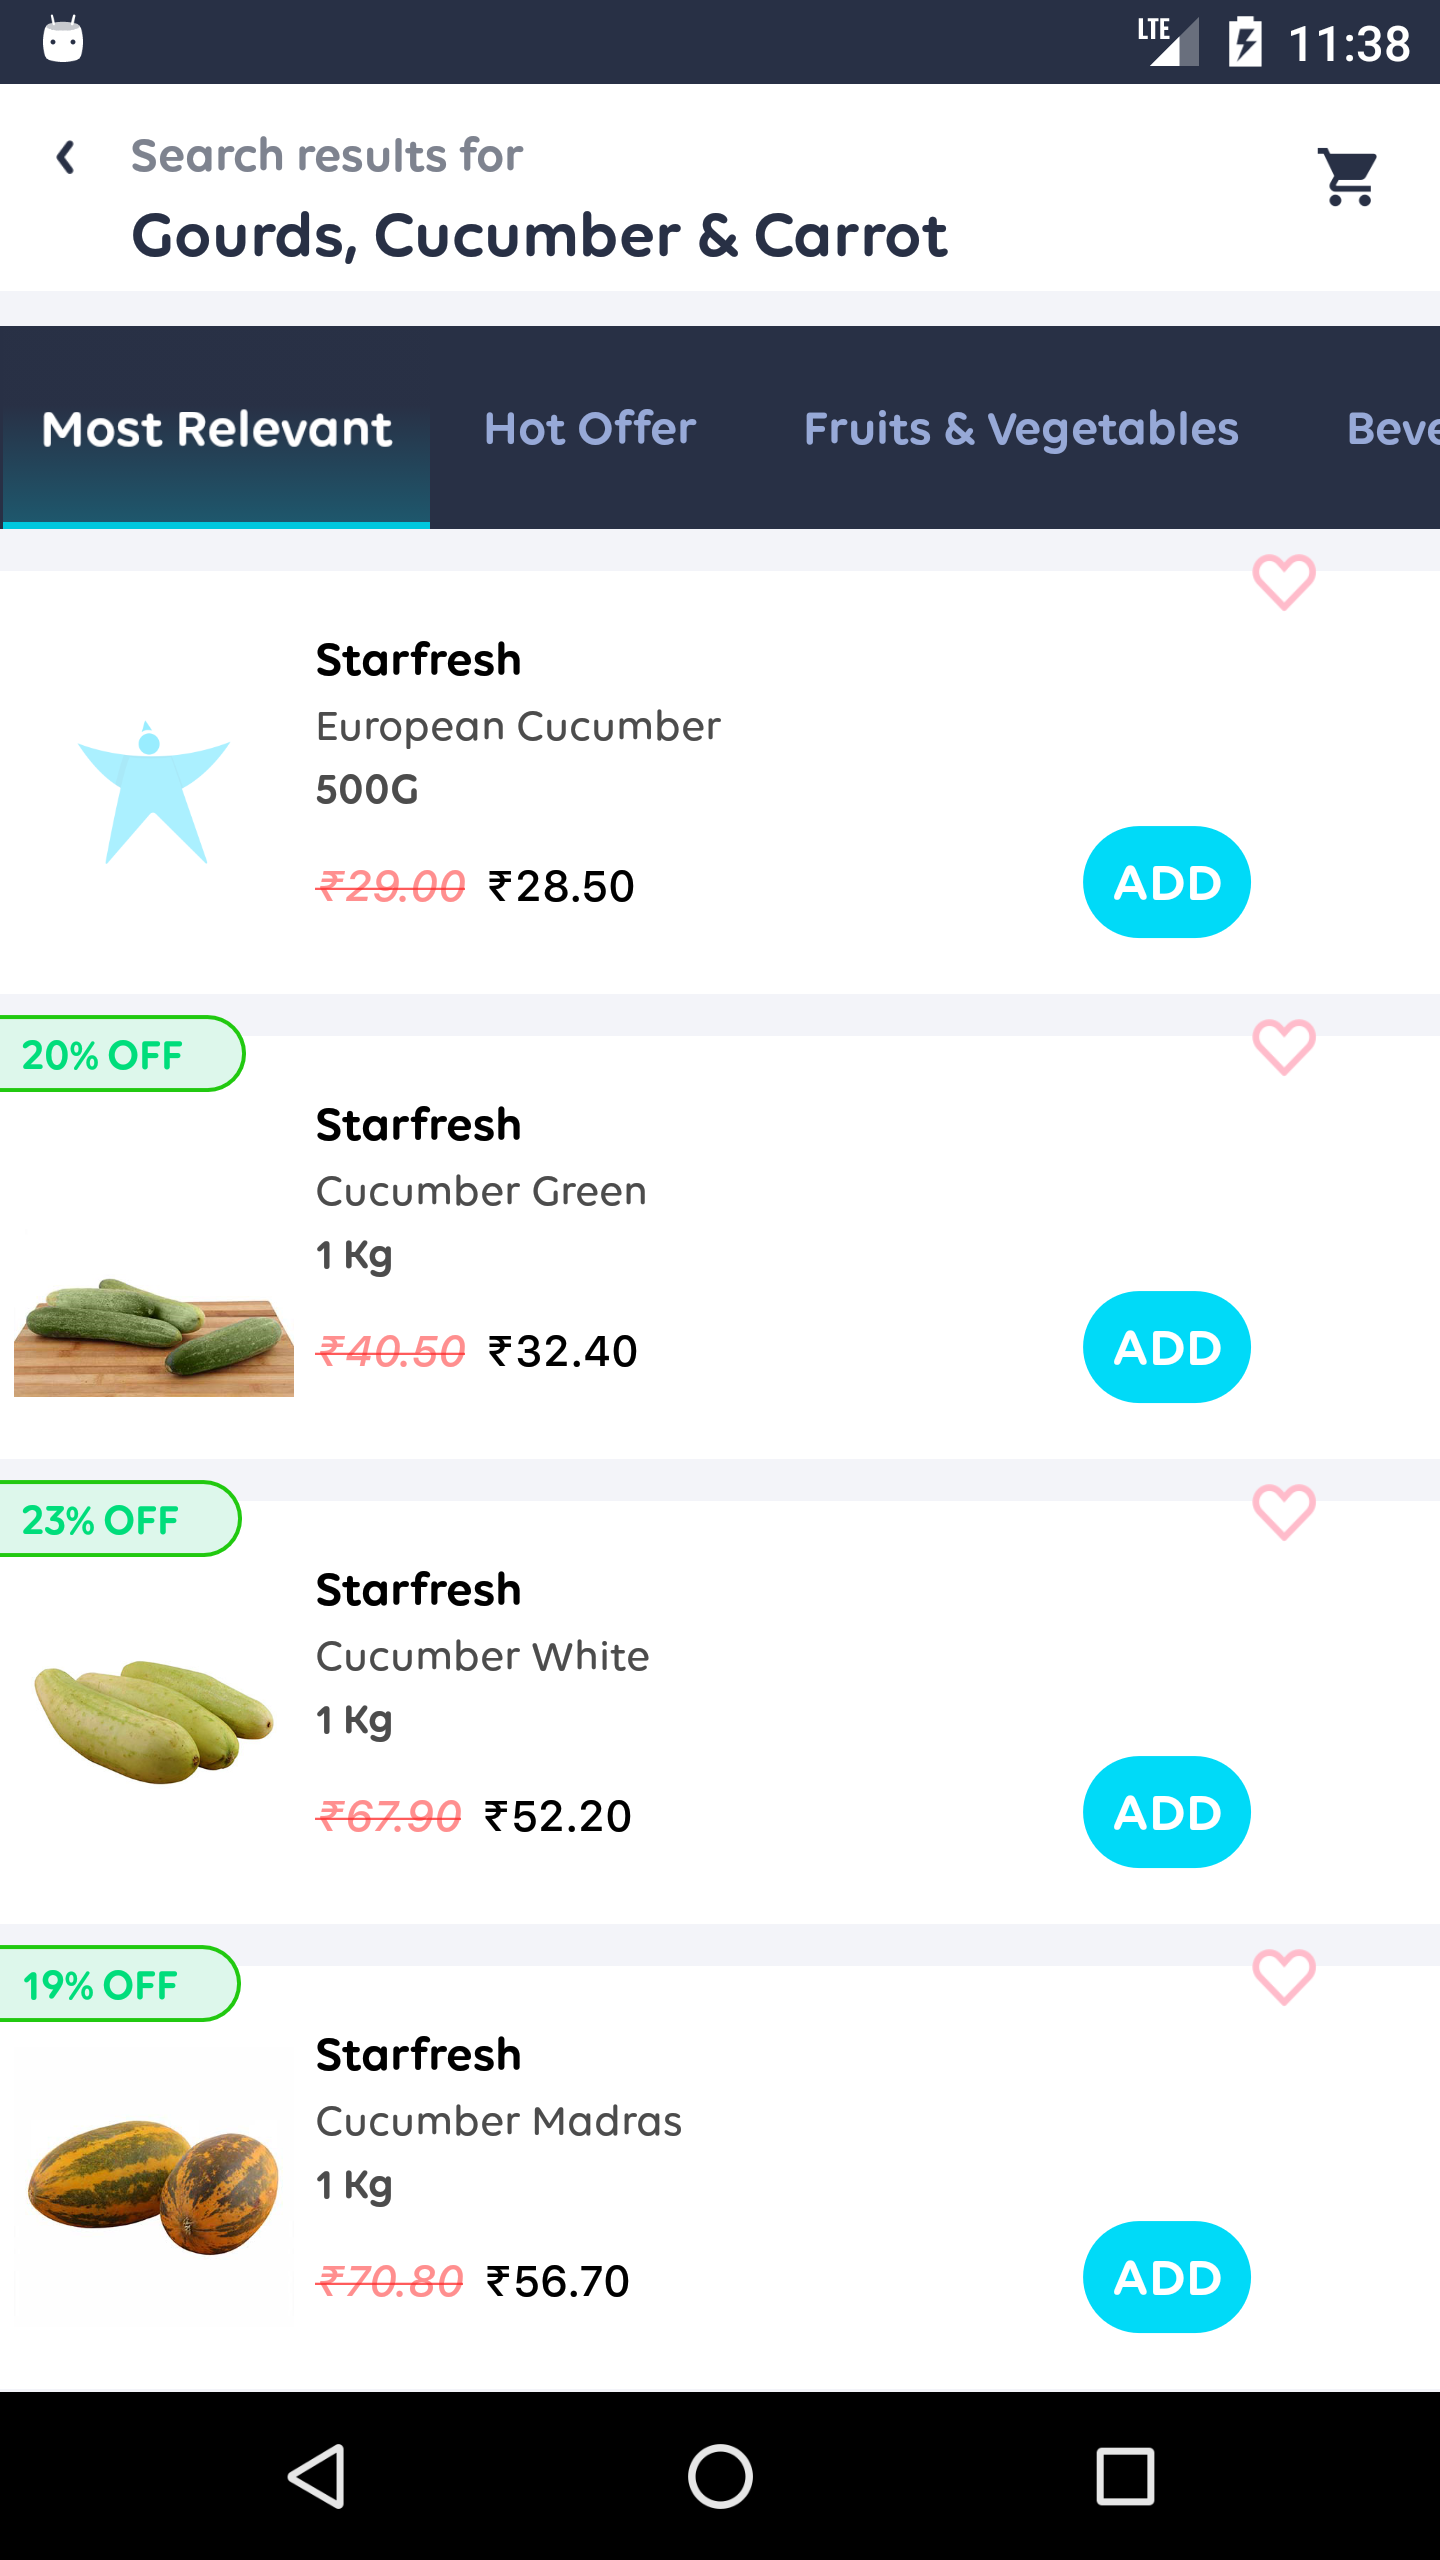 LTE 11:38
Search results for
Gourds, Cucumber & Carrot
Most Relevant Hot Offer Fruits & Vegetables Beve
Starfresh
European Cucumber
500G
₹29.00 ₹28.50
ADD
20% OFF
Starfresh
Cucumber Green
1 Kg
₹40.50 ₹32.40
ADD
23% OFF
Starfresh
Cucumber White
1 Kg
₹67.90 ₹52.20
ADD
19% OFF
Starfresh
Cucumber Madras
1 Kg
₹70.80 ₹56.70
ADD